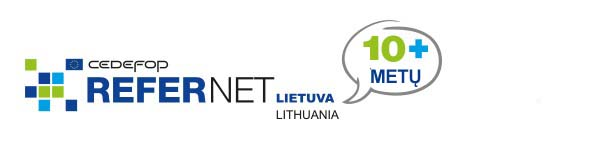 CEDEFOP
REFERNET LIETUVA
LITHUANIA
10+
METŲ